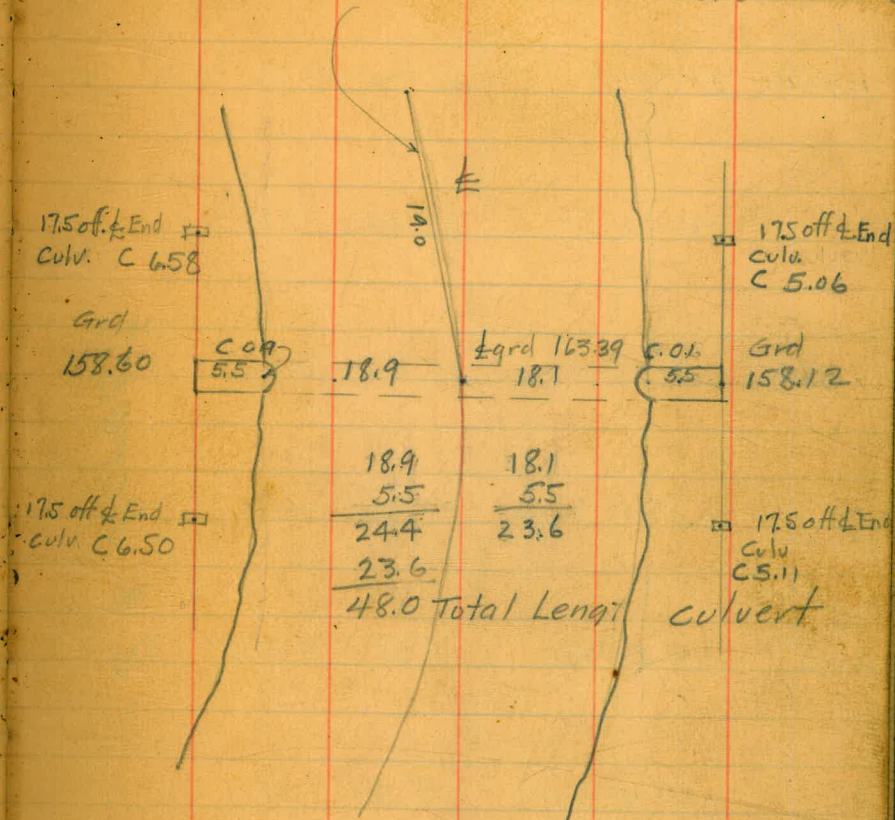 ℄
19.0
17.5 off ℄ End
Culv. C 6.58
17.5 off ℄ End
Culv.
C 5.06
Grd
158.60
C 0.9
5.5
18.9
℄ grd 163.39
18.1
C.0.
5.5
Grd
158.12
18.9
5.5
24.4
23.6
48.0 Total Lengt culvert
18.1
5.5
23.6
17.5 off ℄ End
Culv. C 6.50
17.5 off ℄ End
Culv
C 5.11